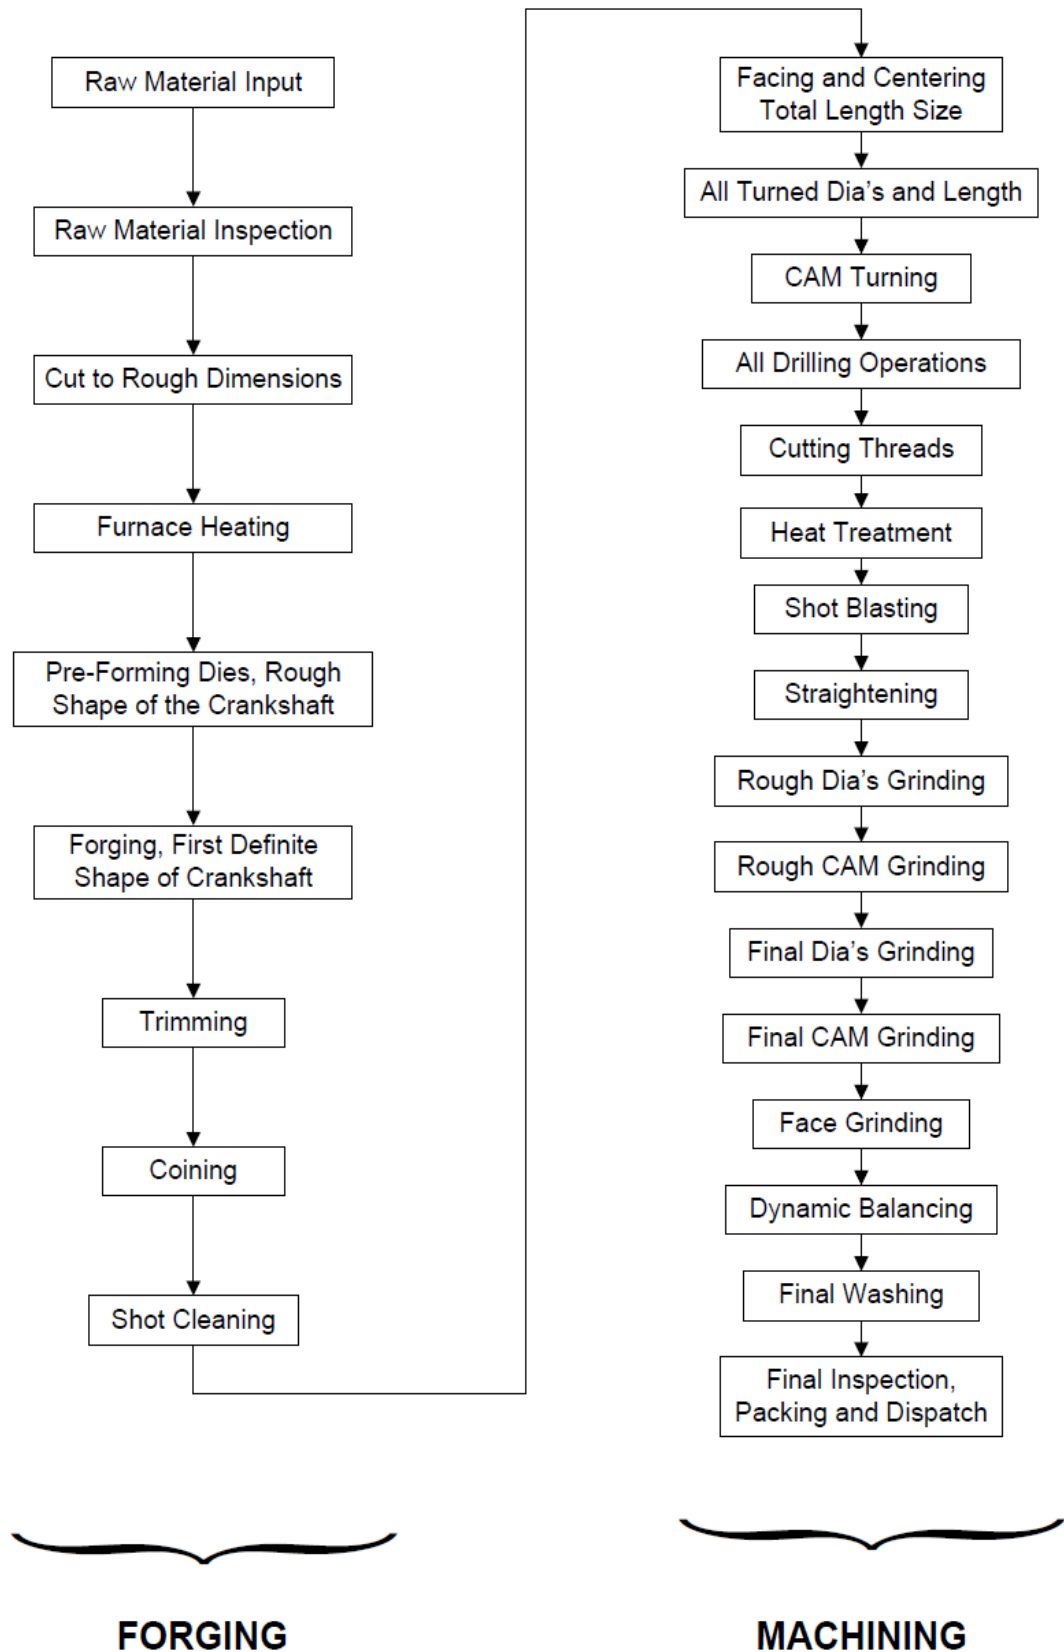 Raw Material Input
Raw Material Inspection
Cut to Rough Dimensions
Furnace Heating
Pre-Forming Dies, Rough
Shape of the Crankshaft
Forging, First Definite
Shape of Crankshaft
Trimming
Coining
Shot Cleaning
FORGING
Facing and Centering
Total Length Size
All Turned Dia's and Length
CAM Turning
All Drilling Operations
Cutting Threads
Heat Treatment
Shot Blasting
Straightening
Rough Dia's Grinding
Rough CAM Grinding
Final Dia's Grinding
Final CAM Grinding
Face Grinding
Dynamic Balancing
Final Washing
Final Inspection,
Packing and Dispatch
MACHINING